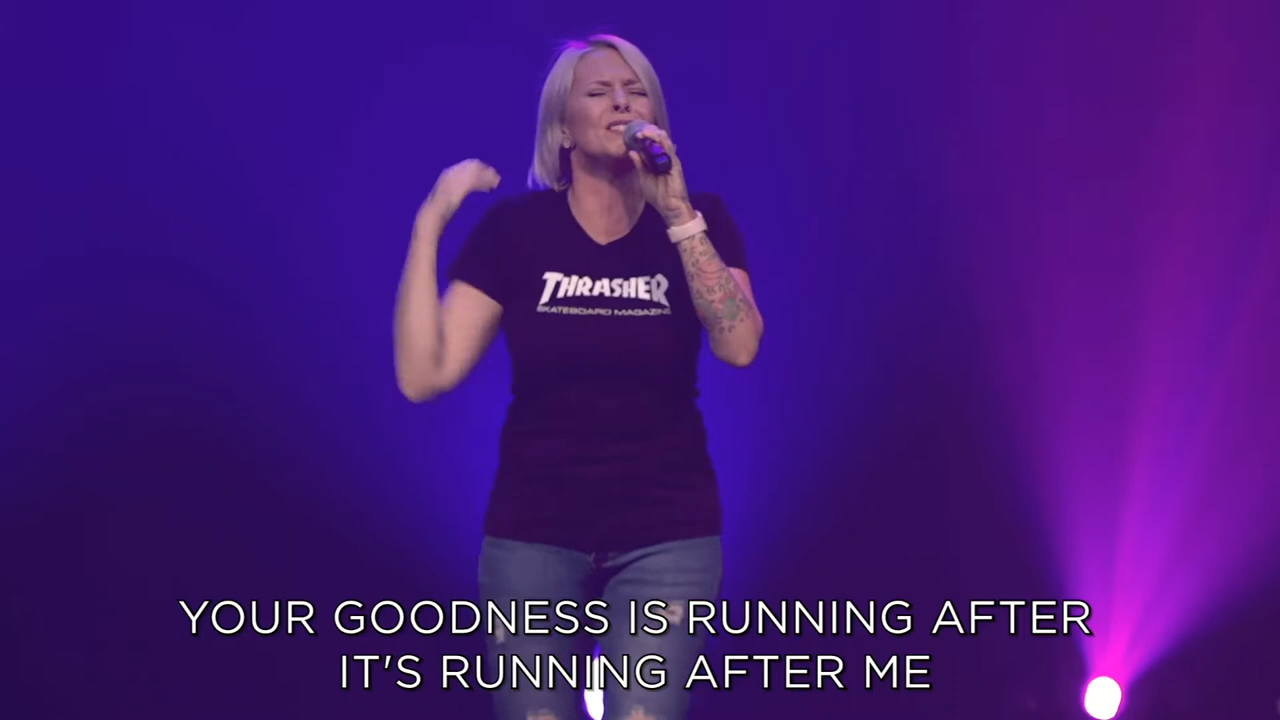 THRASHER
SKATEBOARD MAGAZINE
YOUR GOODNESS IS RUNNING AFTER
IT'S RUNNING AFTER ME